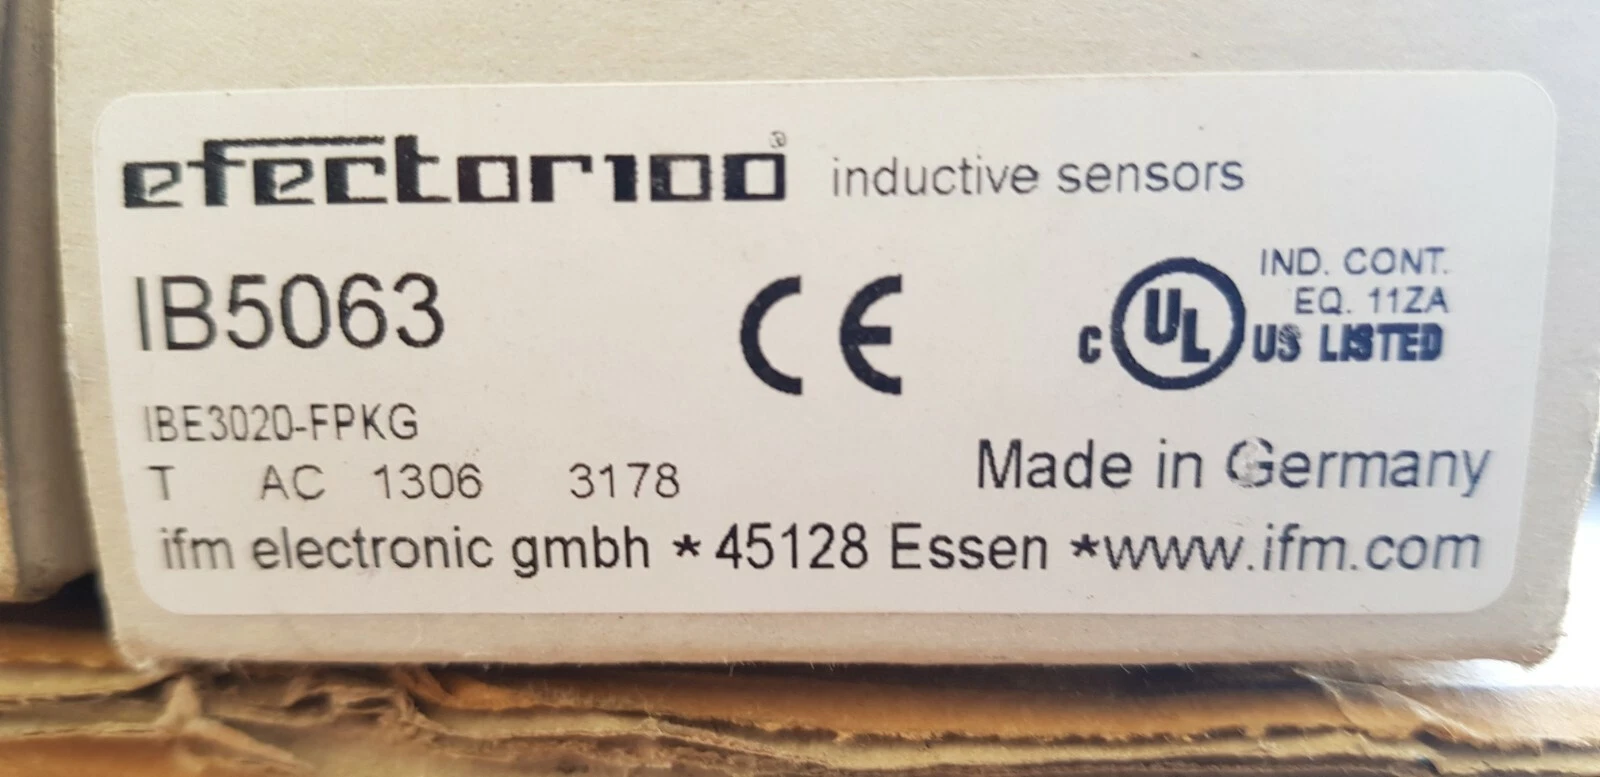 efector100® inductive sensors
IB5063
CE
c UL US LISTED
IND. CONT.
EQ. 11ZA
IBE3020-FPKG
T AC 1306 3178
Made in Germany
ifm electronic gmbh * 45128 Essen *www.ifm.com